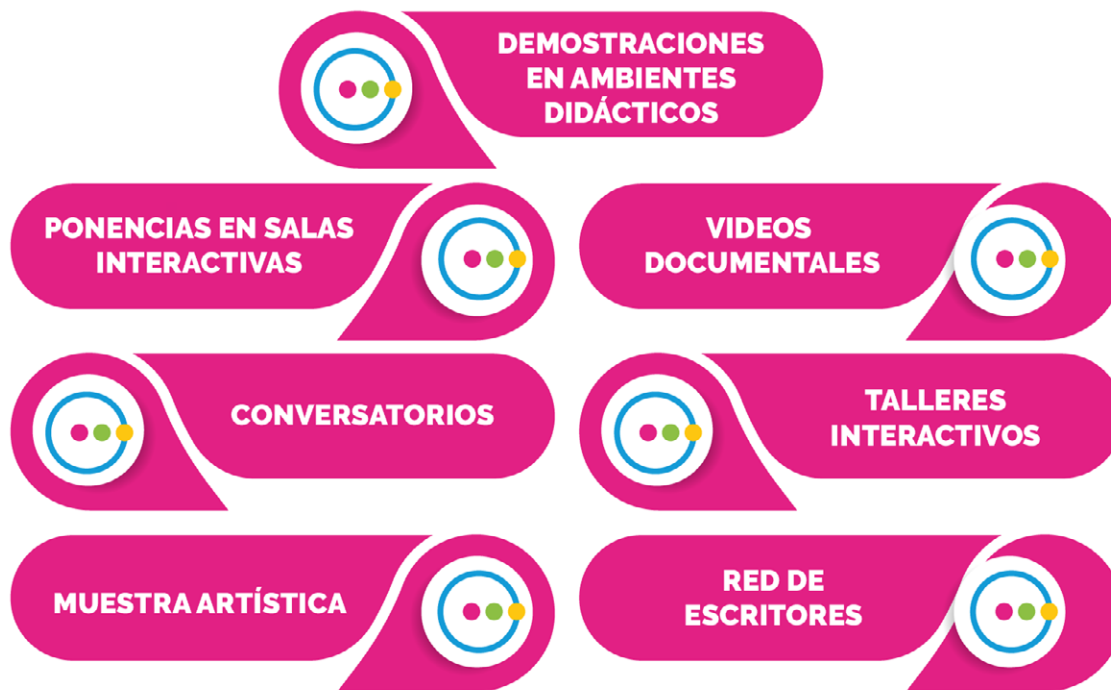 DEMOSTRACIONES
EN AMBIENTES
DIDÁCTICOS
PONENCIAS EN SALAS
INTERACTIVAS
VIDEOS
DOCUMENTALES
CONVERSATORIOS
TALLERES
INTERACTIVOS
MUESTRA ARTÍSTICA
RED DE
ESCRITORES